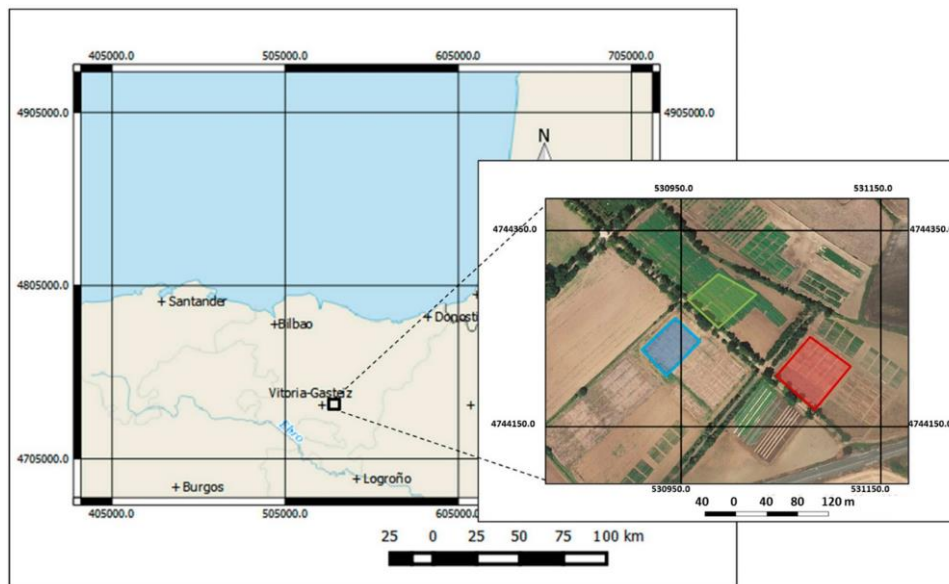 405000.0 505000.0 605000.0 705000.0
4905000.0 4905000.0
N
530950.0 531150.0
4744350.0 4744350.0
4805000.0
Santander
Bilbao
Donosti
Vitoria-Gasteiz
Ebro
4744150.0 4744150.0
4705000.0
Logroño
Burgos
530950.0 531150.0
405000.0 505000.0 605000.0
40 0 40 80 120 m
25 0 25 50 75 100 km